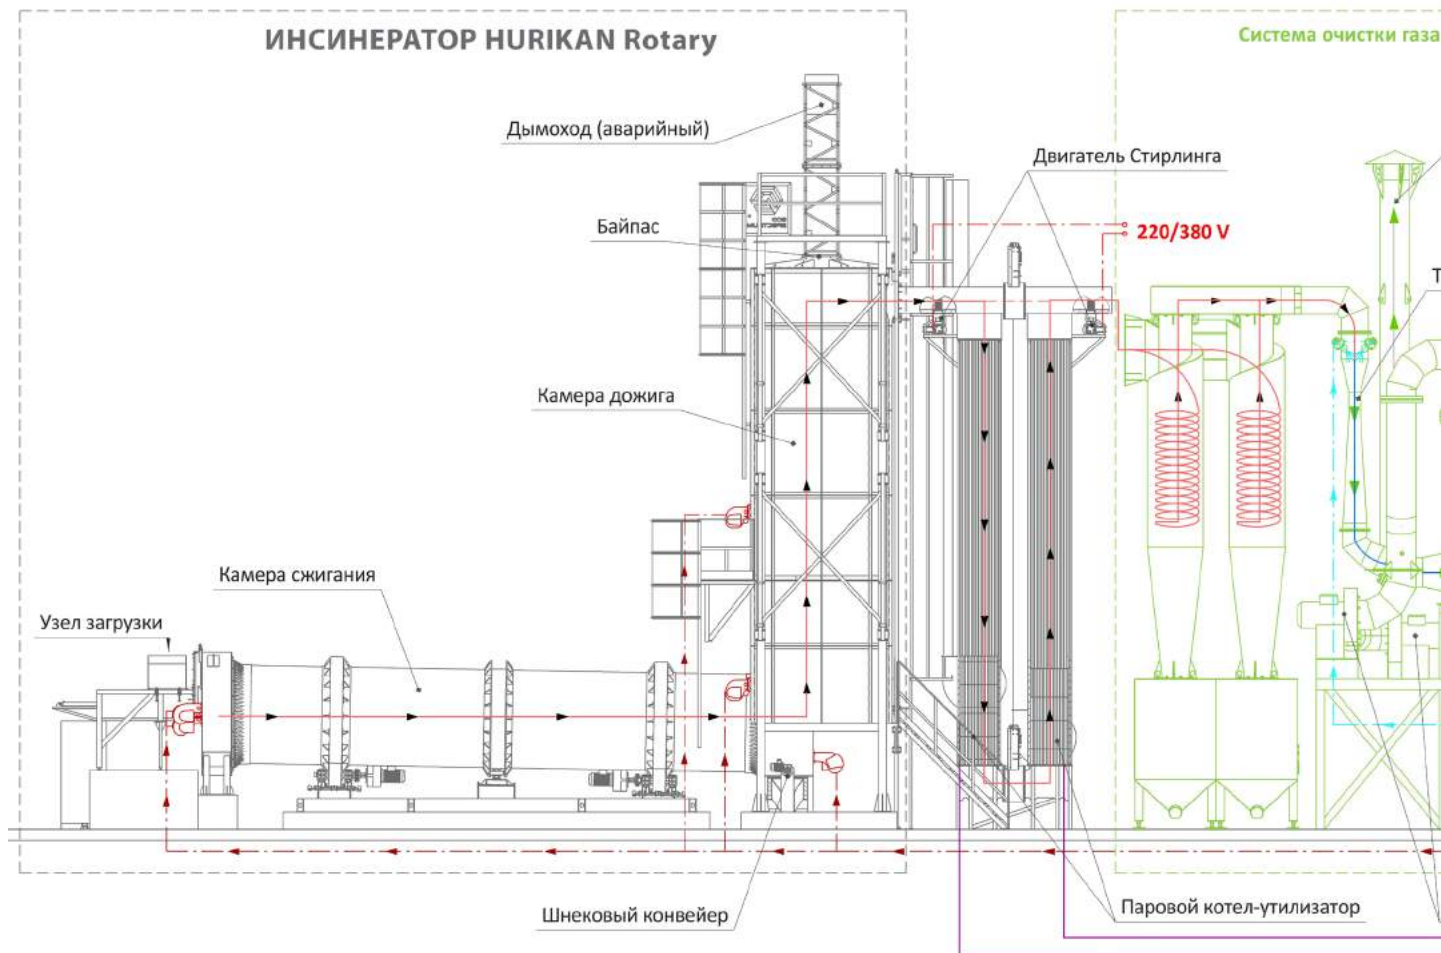 ИНСИНЕРАТОР HURIKAN Rotary
Система очистки газа
Дымоход (аварийный)
Двигатель Стирлинга
Байпас
220/380 V
Т
Камера дожига
Камера сжигания
Узел загрузки
Паровой котел-утилизатор
Шнековый конвейер